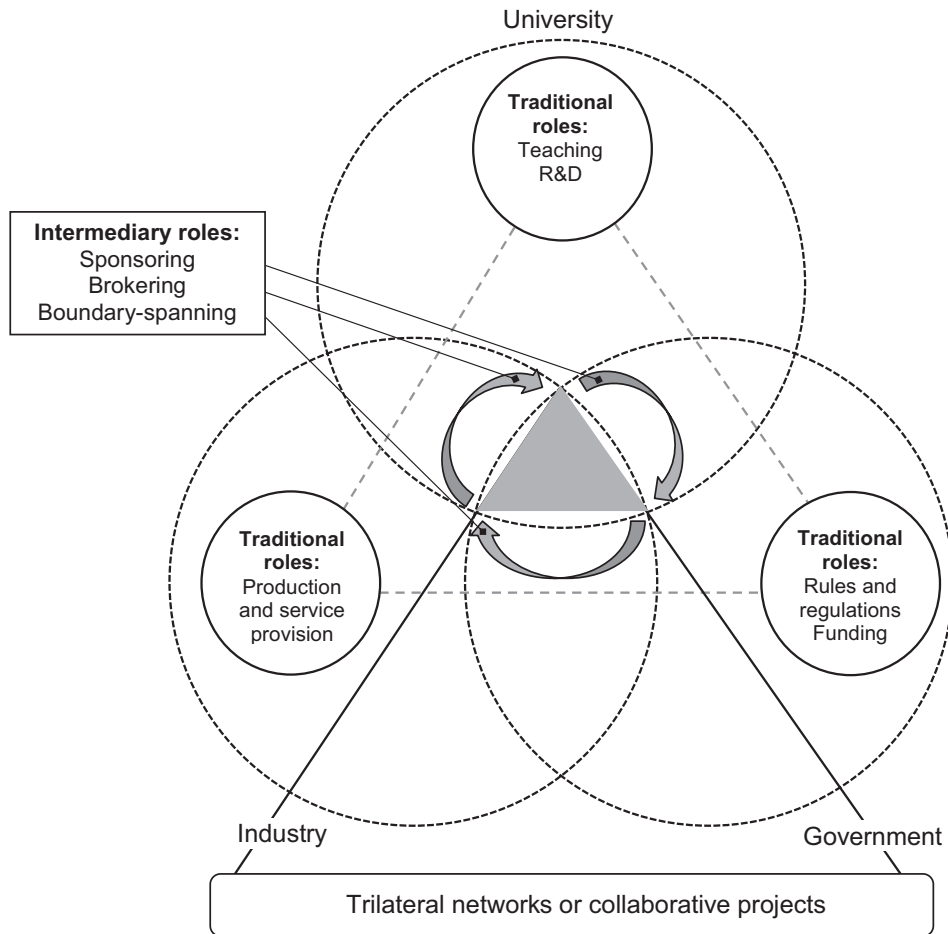 University
Traditional
roles:
Teaching
R&D
Intermediary roles:
Sponsoring
Brokering
Boundary-spanning
Traditional
roles:
Production
and service
provision
Traditional
roles:
Rules and
regulations
Funding
Industry
Government
Trilateral networks or collaborative projects